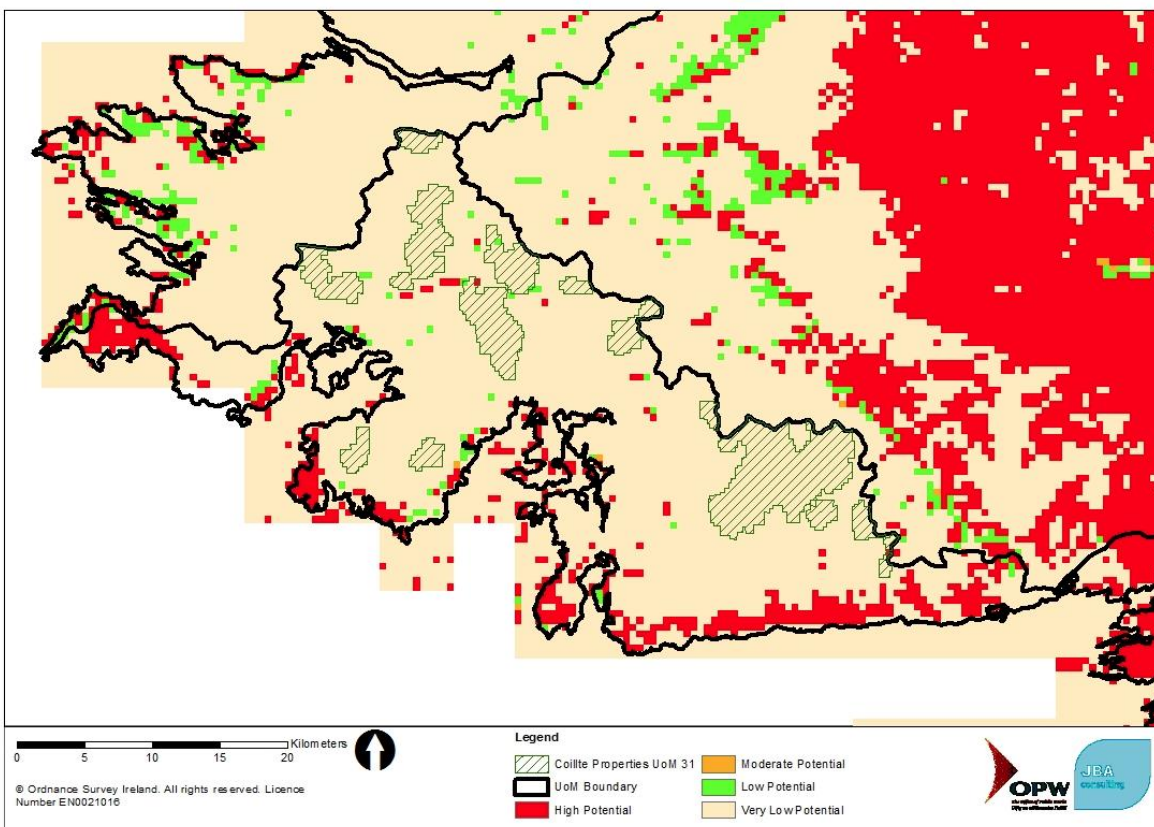 0 5 10 15 20 Kilometers
© Ordnance Survey Ireland. All rights reserved. Licence
Number EN0021016
Legend
Coillte Properties UoM 31
UoM Boundary
High Potential
Moderate Potential
Low Potential
Very Low Potential
OPW
JBA
consulting